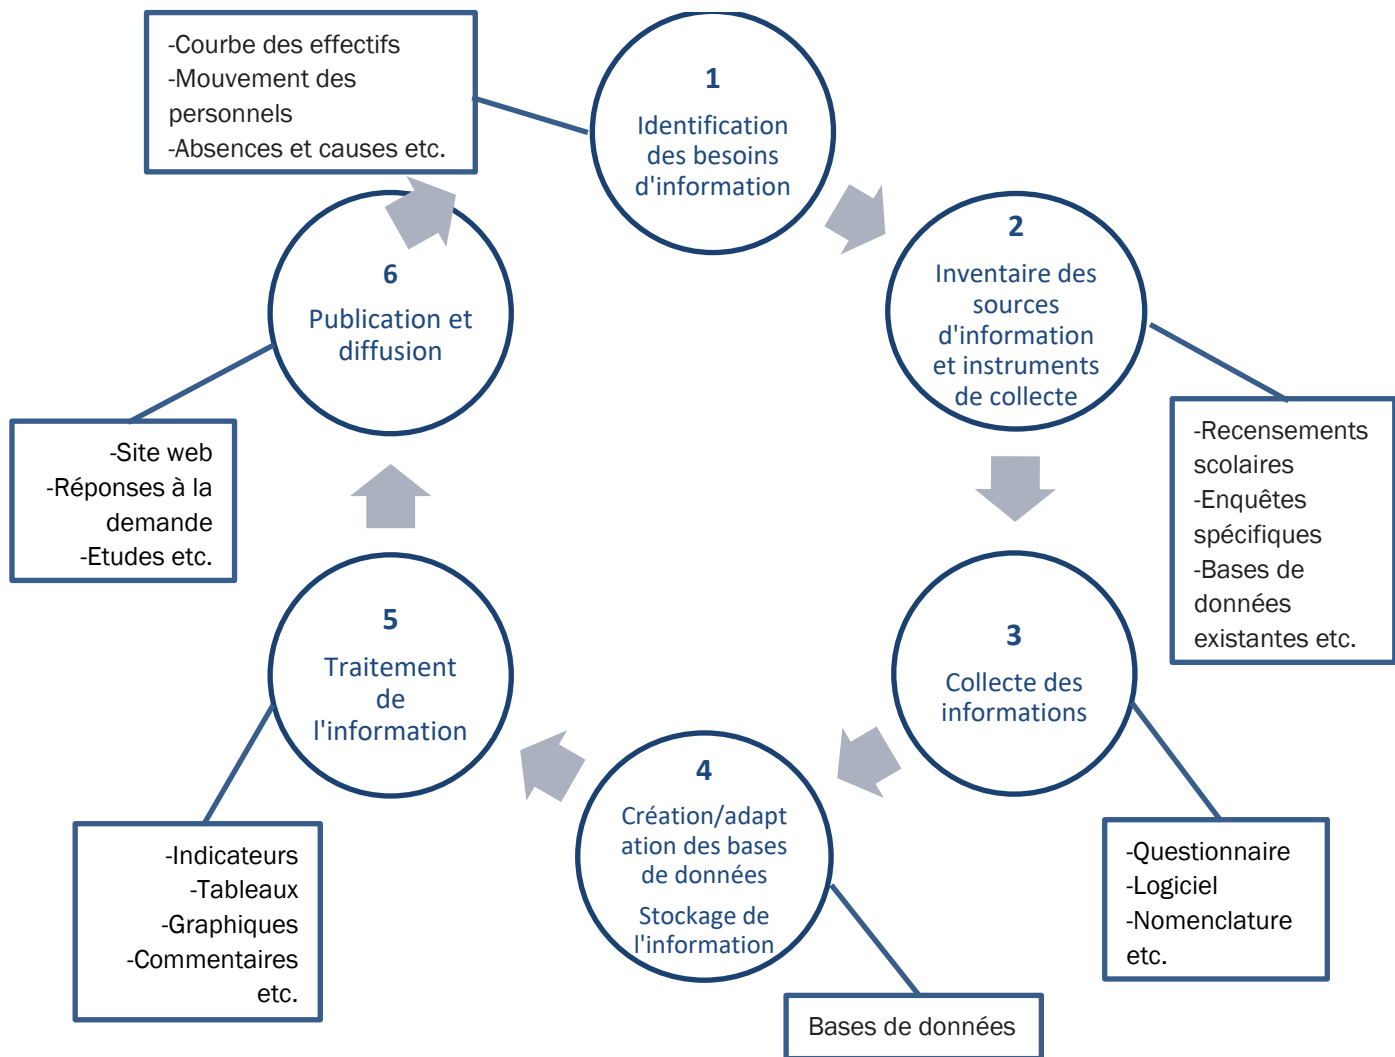 -Courbe des effectifs
-Mouvement des
personnels
-Absences et causes etc.
1
Identification
des besoins
d'information
2
Inventaire des
sources
d'information
et instruments
de collecte
-Recensements
scolaires
-Enquêtes
spécifiques
-Bases de
données
existantes etc.
3
Collecte des
informations
-Questionnaire
-Logiciel
-Nomenclature
etc.
4
Création/adapt
ation des bases
de données
Stockage de
l'information
Bases de données
5
Traitement
de
l'information
-Indicateurs
-Tableaux
-Graphiques
-Commentaires
etc.
6
Publication et
diffusion
-Site web
-Réponses à la
demande
-Etudes etc.